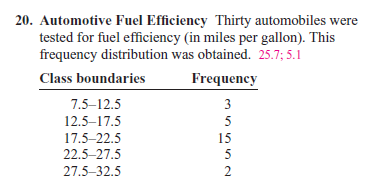 20. Automotive Fuel Efficiency Thirty automobiles were
tested for fuel efficiency (in miles per gallon). This
frequency distribution was obtained. 25.7; 5.1
Class boundaries Frequency
7.5–12.5 3
12.5–17.5 5
17.5–22.5 15
22.5–27.5 5
27.5–32.5 2